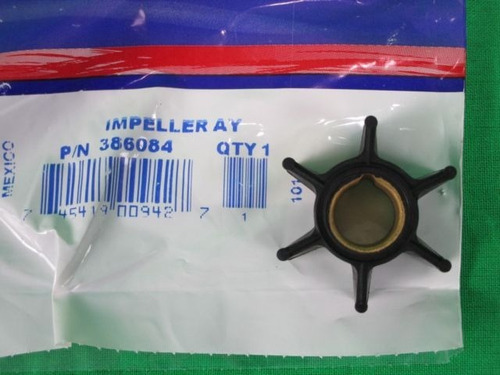 IMPELLER AY
P/N 386084 QTY 1
MEXICO
7 45419 00942 7
1
101